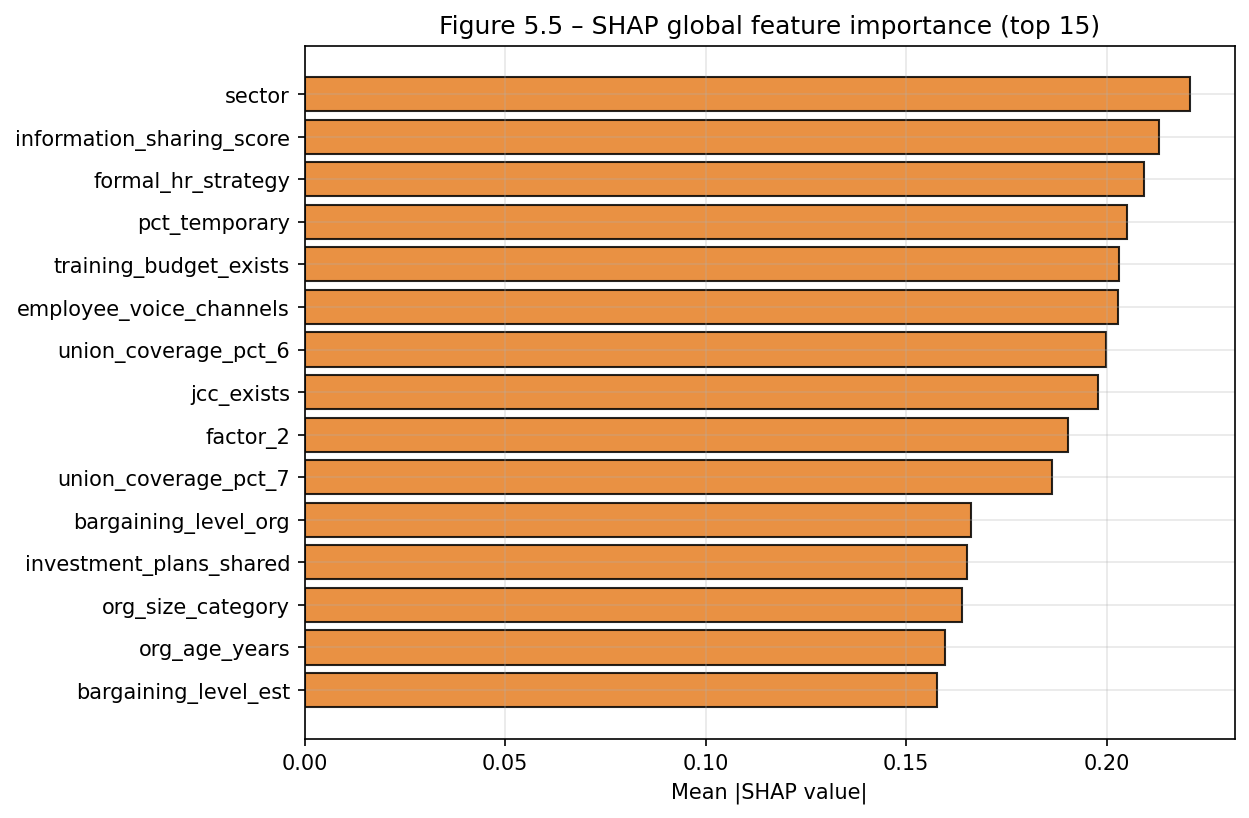 Figure 5.5 – SHAP global feature importance (top 15)
sector
information_sharing_score
formal_hr_strategy
pct_temporary
training_budget_exists
employee_voice_channels
union_coverage_pct_6
jcc_exists
factor_2
union_coverage_pct_7
bargaining_level_org
investment_plans_shared
org_size_category
org_age_years
bargaining_level_est
0.00 0.05 0.10 0.15 0.20
Mean |SHAP value|